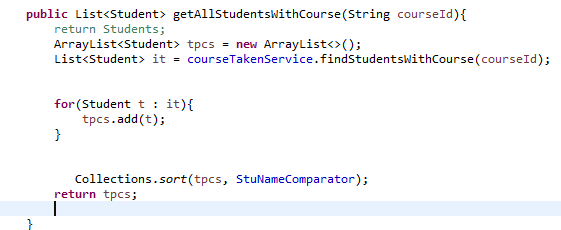 public List<Student> getAllStudentsWithCourse(String courseId){
return Students;
ArrayList<Student> tpcs = new ArrayList<>();
List<Student> it = courseTakenService.findStudentsWithCourse(courseId);
for(Student t : it){
tpcs.add(t);
}
Collections.sort(tpcs, StuNameComparator);
return tpcs;
}